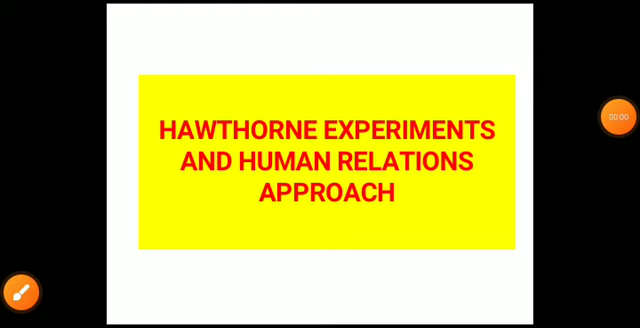 HAWTHORNE EXPERIMENTS
AND HUMAN RELATIONS
APPROACH
00:00